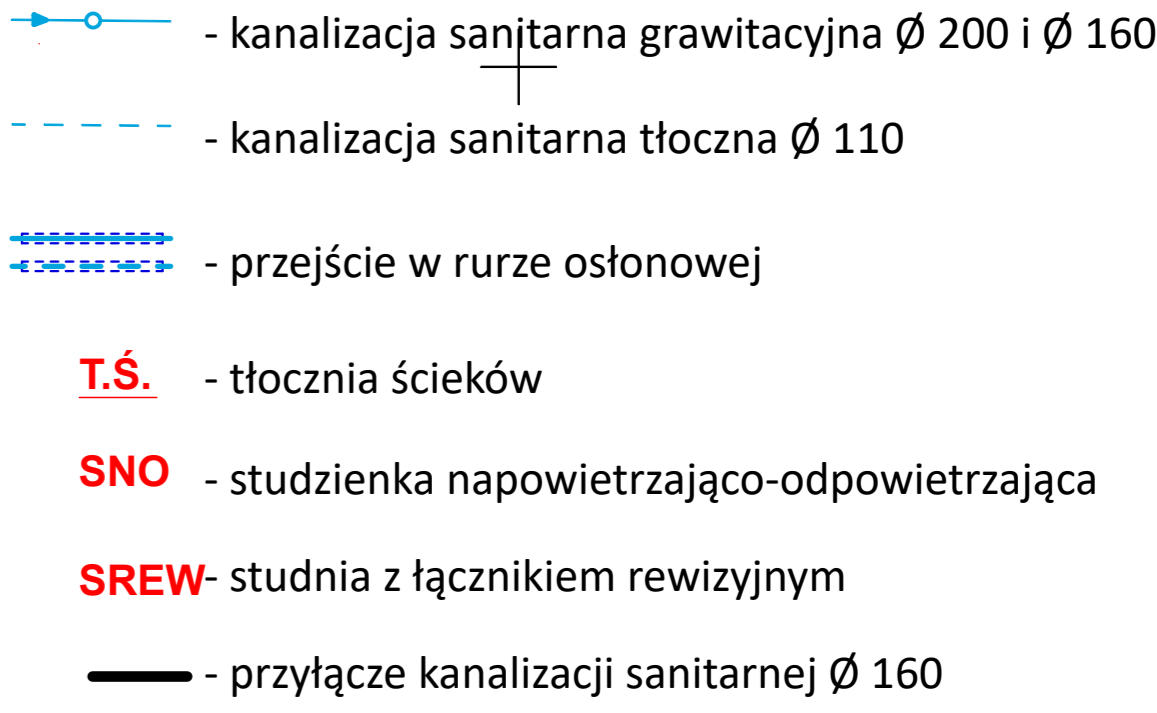 - kanalizacja sanitarna grawitacyjna Ø 200 i Ø 160
- kanalizacja sanitarna tłoczna Ø 110
- przejście w rurze osłonowej
T.Ś. - tłocznia ścieków
SNO - studzienka napowietrzająco-odpowietrzająca
SREW - studnia z łącznikiem rewizyjnym
- przyłącze kanalizacji sanitarnej Ø 160